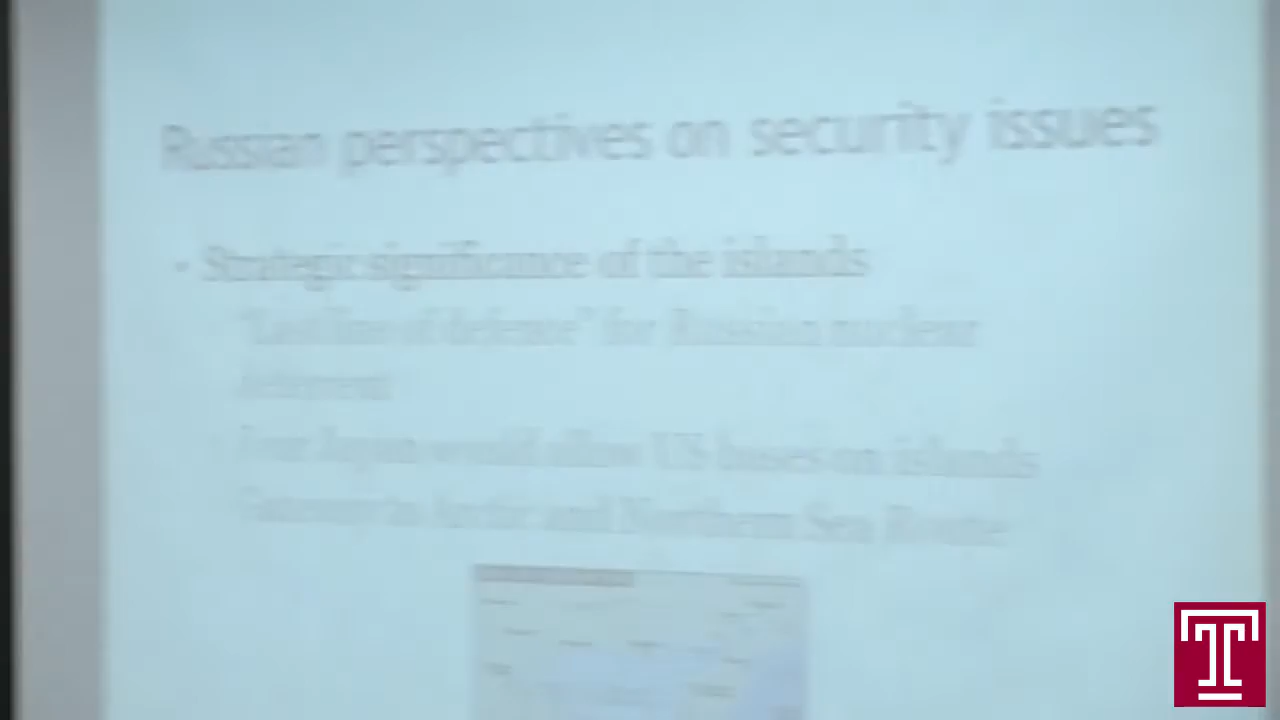 Russian perspectives on security issues
• Strategic significance of the islands
"Last line of defence" for Russian nuclear
deterrent
Fear Japan would allow US bases on islands
Gateway to Arctic and Northern Sea Route